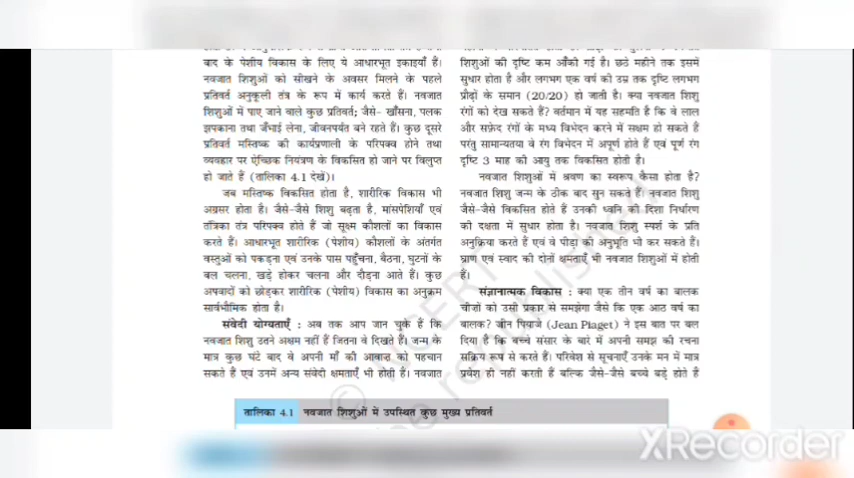 बाद के पेशीय विकास के लिए ये आधारभूत इकाइयाँ हैं।
नवजात शिशुओं को सीखने के अवसर मिलने के पहले
प्रतिवर्त अनुकूली तंत्र के रूप में कार्य करते हैं। नवजात
शिशुओं में पाए जाने वाले कुछ प्रतिवर्त; जैसे- खाँसना, पलक
झपकाना तथा जँभाई लेना, जीवनपर्यंत बने रहते हैं। कुछ दूसरे
प्रतिवर्त मस्तिष्क की कार्यप्रणाली के परिपक्व होने तथा
व्यवहार पर ऐच्छिक नियंत्रण के विकसित हो जाने पर विलुप्त
हो जाते हैं (तालिका 4.1 देखें)।
जब मस्तिष्क विकसित होता है, शारीरिक विकास भी
अग्रसर होता है। जैसे-जैसे शिशु बढ़ता है, मांसपेशियाँ एवं
तंत्रिका तंत्र परिपक्व होते हैं जो सूक्ष्म कौशलों का विकास
करते हैं। आधारभूत शारीरिक (पेशीय) कौशलों के अंतर्गत
वस्तुओं को पकड़ना एवं उनके पास पहुँचना, बैठना, घुटनों के
बल चलना, खड़े होकर चलना और दौड़ना आते हैं। कुछ
अपवादों को छोड़कर शारीरिक (पेशीय) विकास का अनुक्रम
सार्वभौमिक होता है।
संवेदी योग्यताएँ : अब तक आप जान चुके हैं कि
नवजात शिशु उतने अक्षम नहीं हैं जितना वे दिखते हैं। जन्म के
मात्र कुछ घंटे बाद वे अपनी माँ की आवाज़ को पहचान
सकते हैं एवं उनमें अन्य संवेदी क्षमताएँ भी होती हैं। नवजात
शिशुओं की दृष्टि कम आँकी गई है। छठे महीने तक इसमें
सुधार होता है और लगभग एक वर्ष की उम्र तक दृष्टि लगभग
प्रौढ़ों के समान (20/20) हो जाती है। क्या नवजात शिशु
रंगों को देख सकते हैं? वर्तमान में यह सहमति है कि वे लाल
और सफ़ेद रंगों के मध्य विभेदन करने में सक्षम हो सकते हैं
परंतु सामान्यतया वे रंग विभेदन में अपूर्ण होते हैं एवं पूर्ण रंग
दृष्टि 3 माह की आयु तक विकसित होती है।
नवजात शिशुओं में श्रवण का स्वरूप कैसा होता है?
नवजात शिशु जन्म के ठीक बाद सुन सकते हैं। नवजात शिशु
जैसे-जैसे विकसित होते हैं उनकी ध्वनि की दिशा निर्धारण
की दक्षता में सुधार होता है। नवजात शिशु स्पर्श के प्रति
अनुक्रिया करते हैं एवं वे पीड़ा की अनुभूति भी कर सकते हैं।
घ्राण एवं स्वाद की दोनों क्षमताएँ भी नवजात शिशुओं में होती
हैं।
संज्ञानात्मक विकास : क्या एक तीन वर्ष का बालक
चीज़ों को उसी प्रकार से समझेगा जैसे कि एक आठ वर्ष का
बालक? जीन पियाजे (Jean Piaget) ने इस बात पर बल
दिया है कि बच्चे संसार के बारे में अपनी समझ की रचना
सक्रिय रूप से करते हैं। परिवेश से सूचनाएँ उनके मन में मात्र
प्रवेश ही नहीं करती हैं बल्कि जैसे-जैसे बच्चे बड़े होते हैं
तालिका 4.1 नवजात शिशुओं में उपस्थित कुछ मुख्य प्रतिवर्त
XRecorder